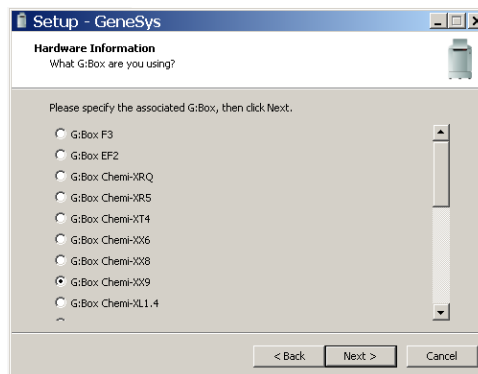 Setup - GeneSys
Hardware Information
What G:Box are you using?
Please specify the associated G:Box, then click Next.
G:Box F3
G:Box EF2
G:Box Chemi-XRQ
G:Box Chemi-XR5
G:Box Chemi-XT4
G:Box Chemi-XX6
G:Box Chemi-XX8
G:Box Chemi-XX9
G:Box Chemi-XL1.4
< Back
Next >
Cancel